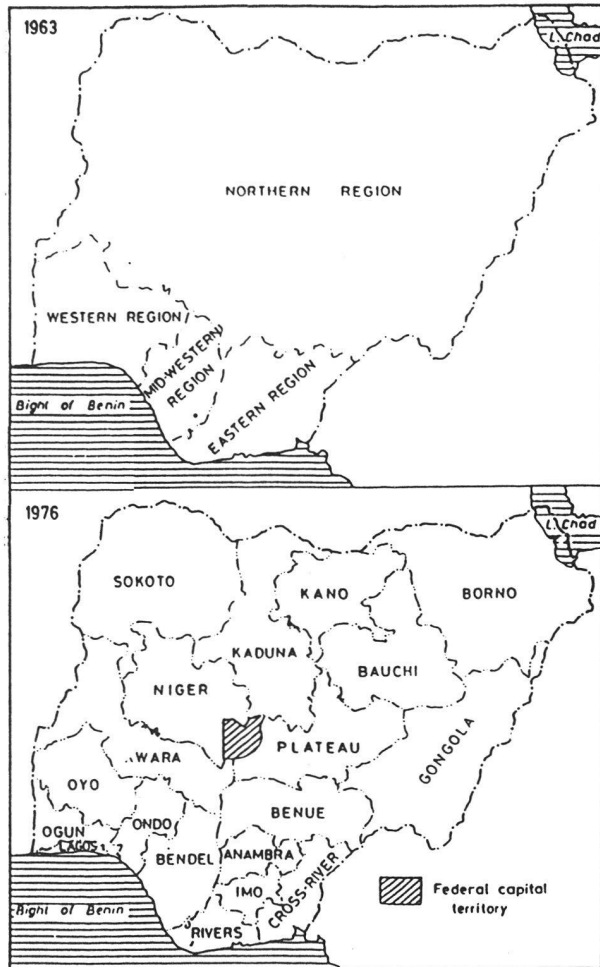 1963
L. Chad
NORTHERN REGION
WESTERN REGION
MID-WESTERN
REGION
EASTERN REGION
Bight of Benin
1976
L. Chad
SOKOTO
KANO
BORNO
KADUNA
BAUCHI
NIGER
PLATEAU
GONGOLA
WARA
OYO
BENUE
ONDO
OGUN
LAGOS
BENDEL
ANAMBRA
IMO
CROSS-RIVER
RIVERS
Bight of Benin
Federal capital
territory